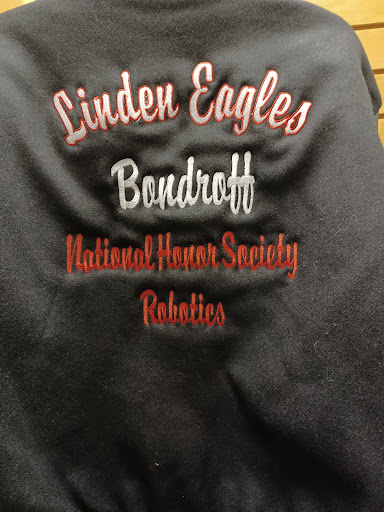 Linden Eagles
Bondroff
National Honor Society
Robotics